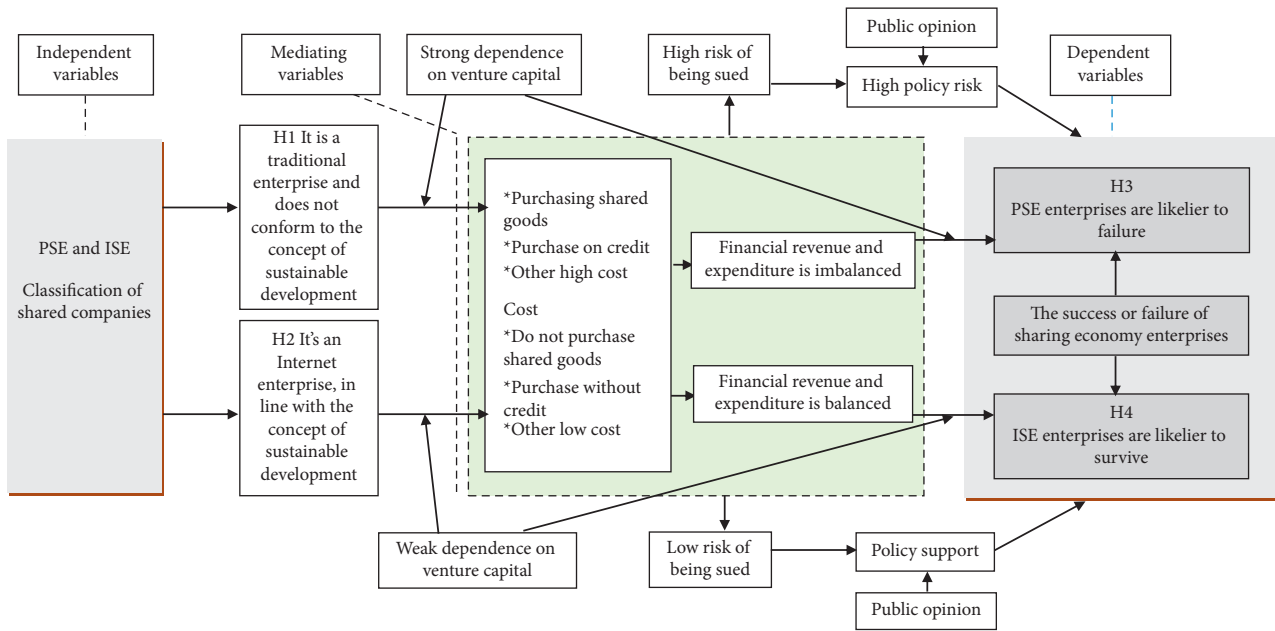 Independent
variables
Mediating
variables
Strong dependence
on venture capital
High risk of
being sued
Public opinion
High policy risk
Dependent
variables
PSE and ISE
Classification of
shared companies
H1 It is a
traditional
enterprise and
does not
conform to the
concept of
sustainable
development
H2 It's an
Internet
enterprise, in
line with the
concept of
sustainable
development
*Purchasing shared
goods
*Purchase on credit
*Other high cost
Cost
*Do not purchase
shared goods
*Purchase without
credit
*Other low cost
Financial revenue and
expenditure is imbalanced
Financial revenue and
expenditure is balanced
H3
PSE enterprises are likelier to
failure
The success or failure of
sharing economy enterprises
H4
ISE enterprises are likelier to
survive
Weak dependence on
venture capital
Low risk of
being sued
Policy support
Public opinion